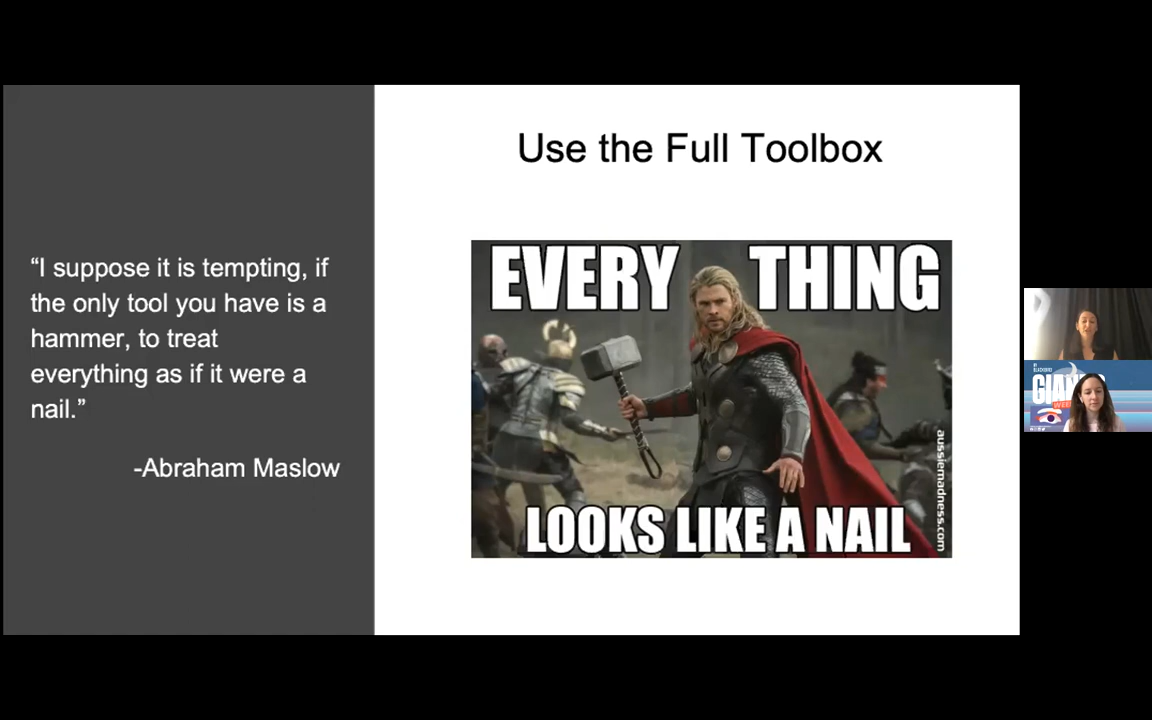 Use the Full Toolbox
“I suppose it is tempting, if
the only tool you have is a
hammer, to treat
everything as if it were a
nail.”
-Abraham Maslow
EVERY THING
LOOKS LIKE A NAIL
aussiemadness.com